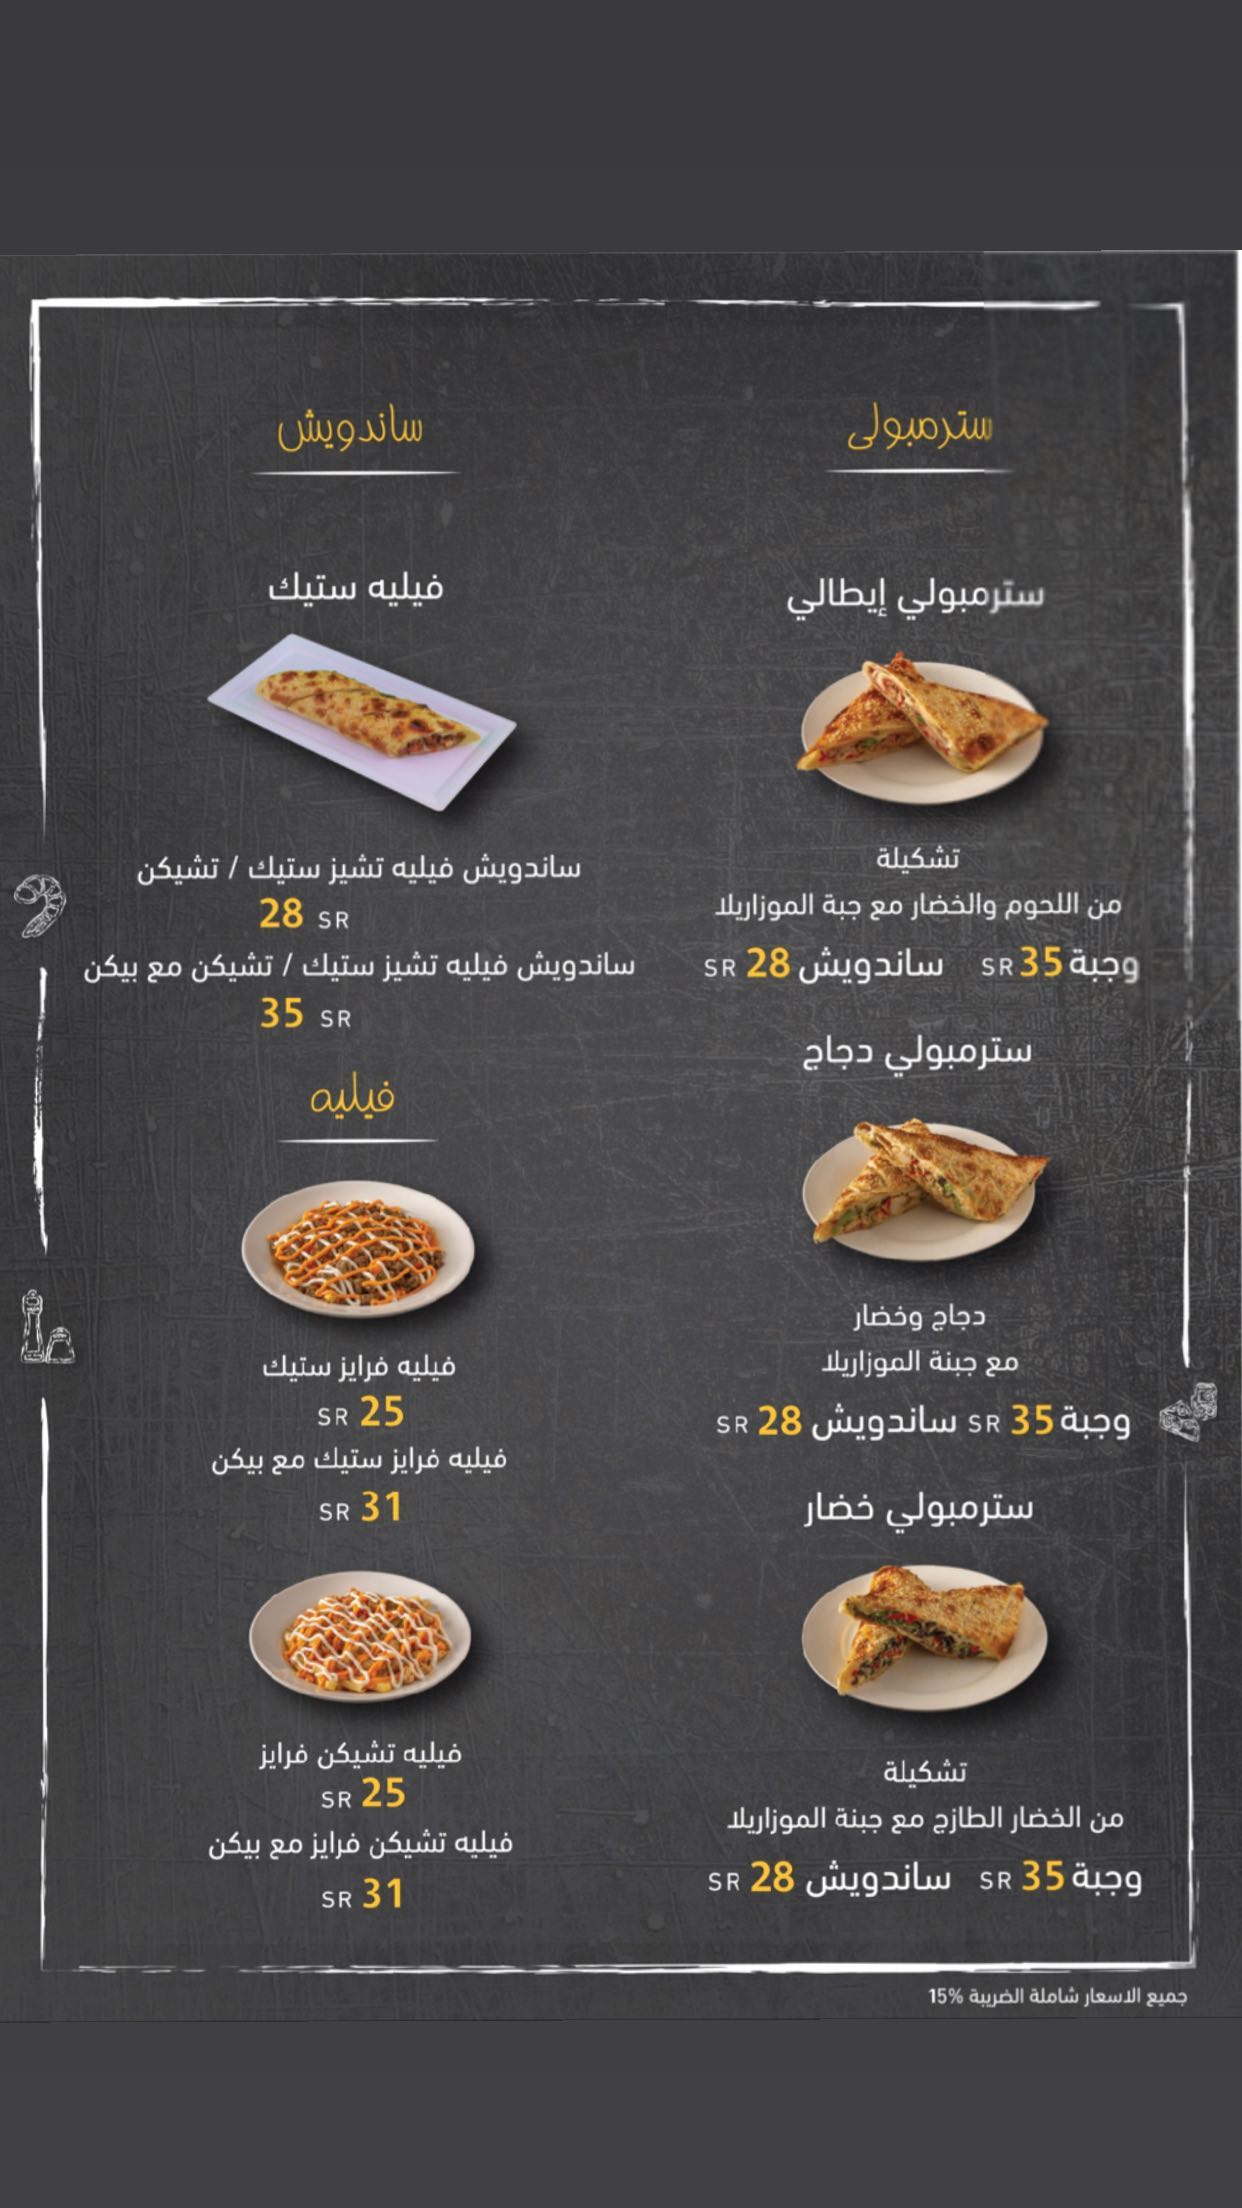 سترمبولى
سترمبولي إيطالي
تشكيلة
من اللحوم والخضار مع جبة الموزاريلا
وجبة 35 SR ساندويش 28 SR
سترمبولي دجاج
دجاج وخضار
مع جبنة الموزاريلا
وجبة 35 SR ساندويش 28 SR
سترمبولي خضار
تشكيلة
من الخضار الطازج مع جبنة الموزاريلا
وجبة 35 SR ساندويش 28 SR
ساندويش
فيليه ستيك
ساندويش فيليه تشيز ستيك / تشيكن
28 SR
ساندويش فيليه تشيز ستيك / تشيكن مع بيكن
35 SR
فيليه
فيليه فرايز ستيك
SR 25
فيليه فرايز ستيك مع بيكن
SR 31
فيليه تشيكن فرايز
SR 25
فيليه تشيكن فرايز مع بيكن
SR 31
جميع الاسعار شاملة الضريبة 15%